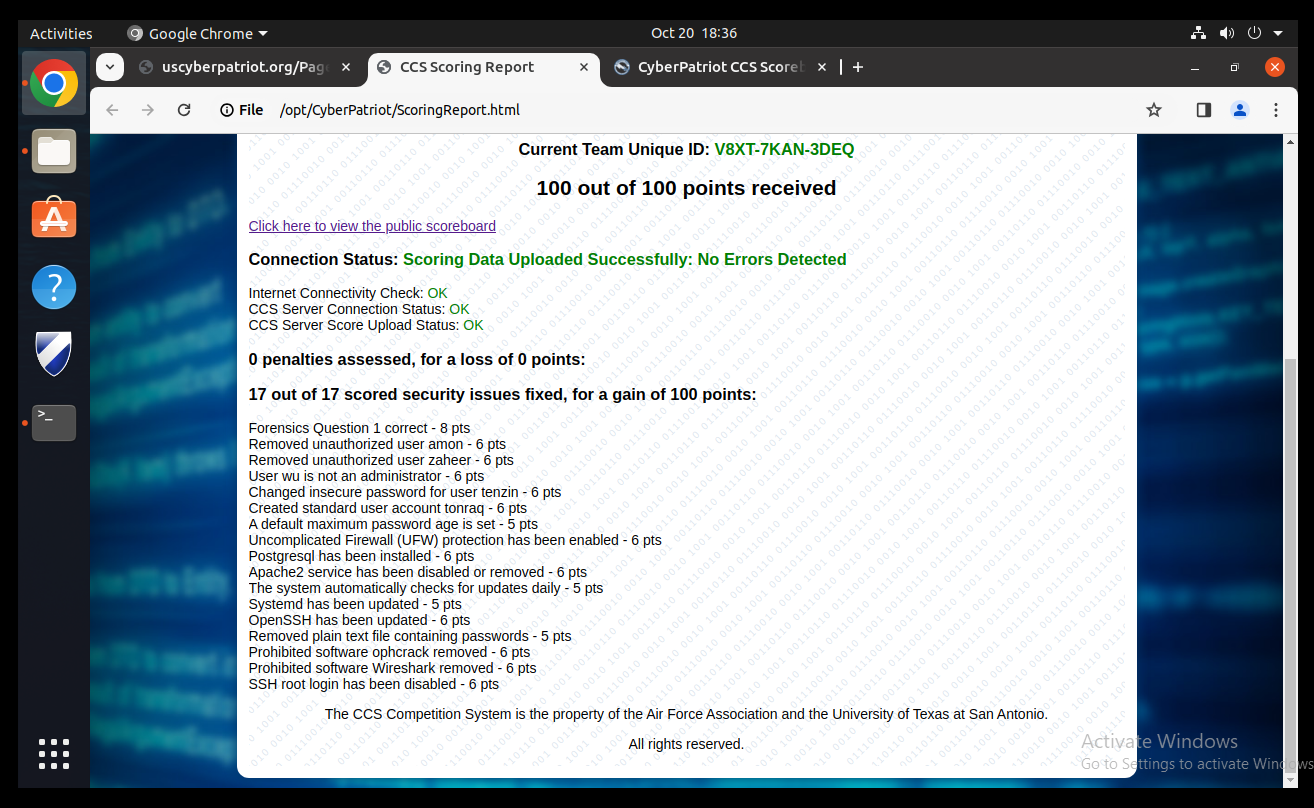 Activities
Google Chrome
Oct 20 18:36
uscyberpatriot.org/Page
CCS Scoring Report
CyberPatriot CCS Scoreb
File
/opt/CyberPatriot/ScoringReport.html
Current Team Unique ID: V8XT-7KAN-3DEQ
100 out of 100 points received
Click here to view the public scoreboard
Connection Status: Scoring Data Uploaded Successfully: No Errors Detected
Internet Connectivity Check: OK
CCS Server Connection Status: OK
CCS Server Score Upload Status: OK
0 penalties assessed, for a loss of 0 points:
17 out of 17 scored security issues fixed, for a gain of 100 points:
Forensics Question 1 correct - 8 pts
Removed unauthorized user amon - 6 pts
Removed unauthorized user zaheer - 6 pts
User wu is not an administrator - 6 pts
Changed insecure password for user tenzin - 6 pts
Created standard user account tonraq - 6 pts
A default maximum password age is set - 5 pts
Uncomplicated Firewall (UFW) protection has been enabled - 6 pts
Postgresql has been installed - 6 pts
Apache2 service has been disabled or removed - 6 pts
The system automatically checks for updates daily - 5 pts
Systemd has been updated - 5 pts
OpenSSH has been updated - 6 pts
Removed plain text file containing passwords - 5 pts
Prohibited software ophcrack removed - 6 pts
Prohibited software Wireshark removed - 6 pts
SSH root login has been disabled - 6 pts
The CCS Competition System is the property of the Air Force Association and the University of Texas at San Antonio.
All rights reserved.
Activate Windows
Go to Settings to activate Windows